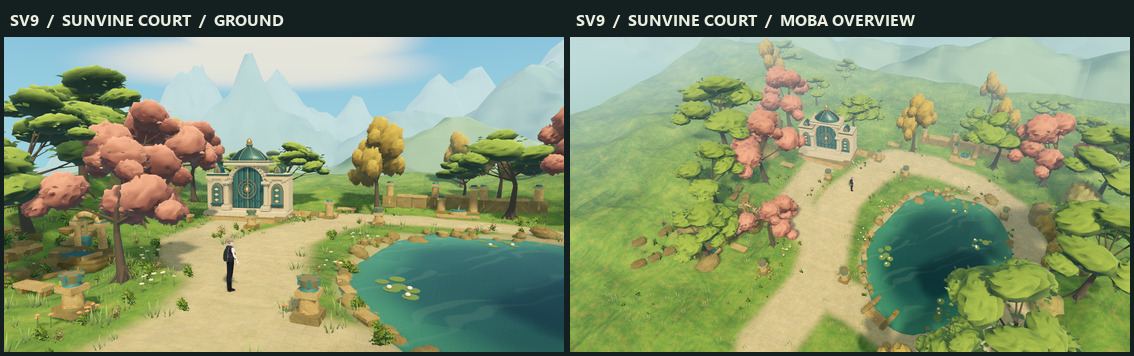 SV9 / SUNVINE COURT / GROUND
SV9 / SUNVINE COURT / MOBA OVERVIEW